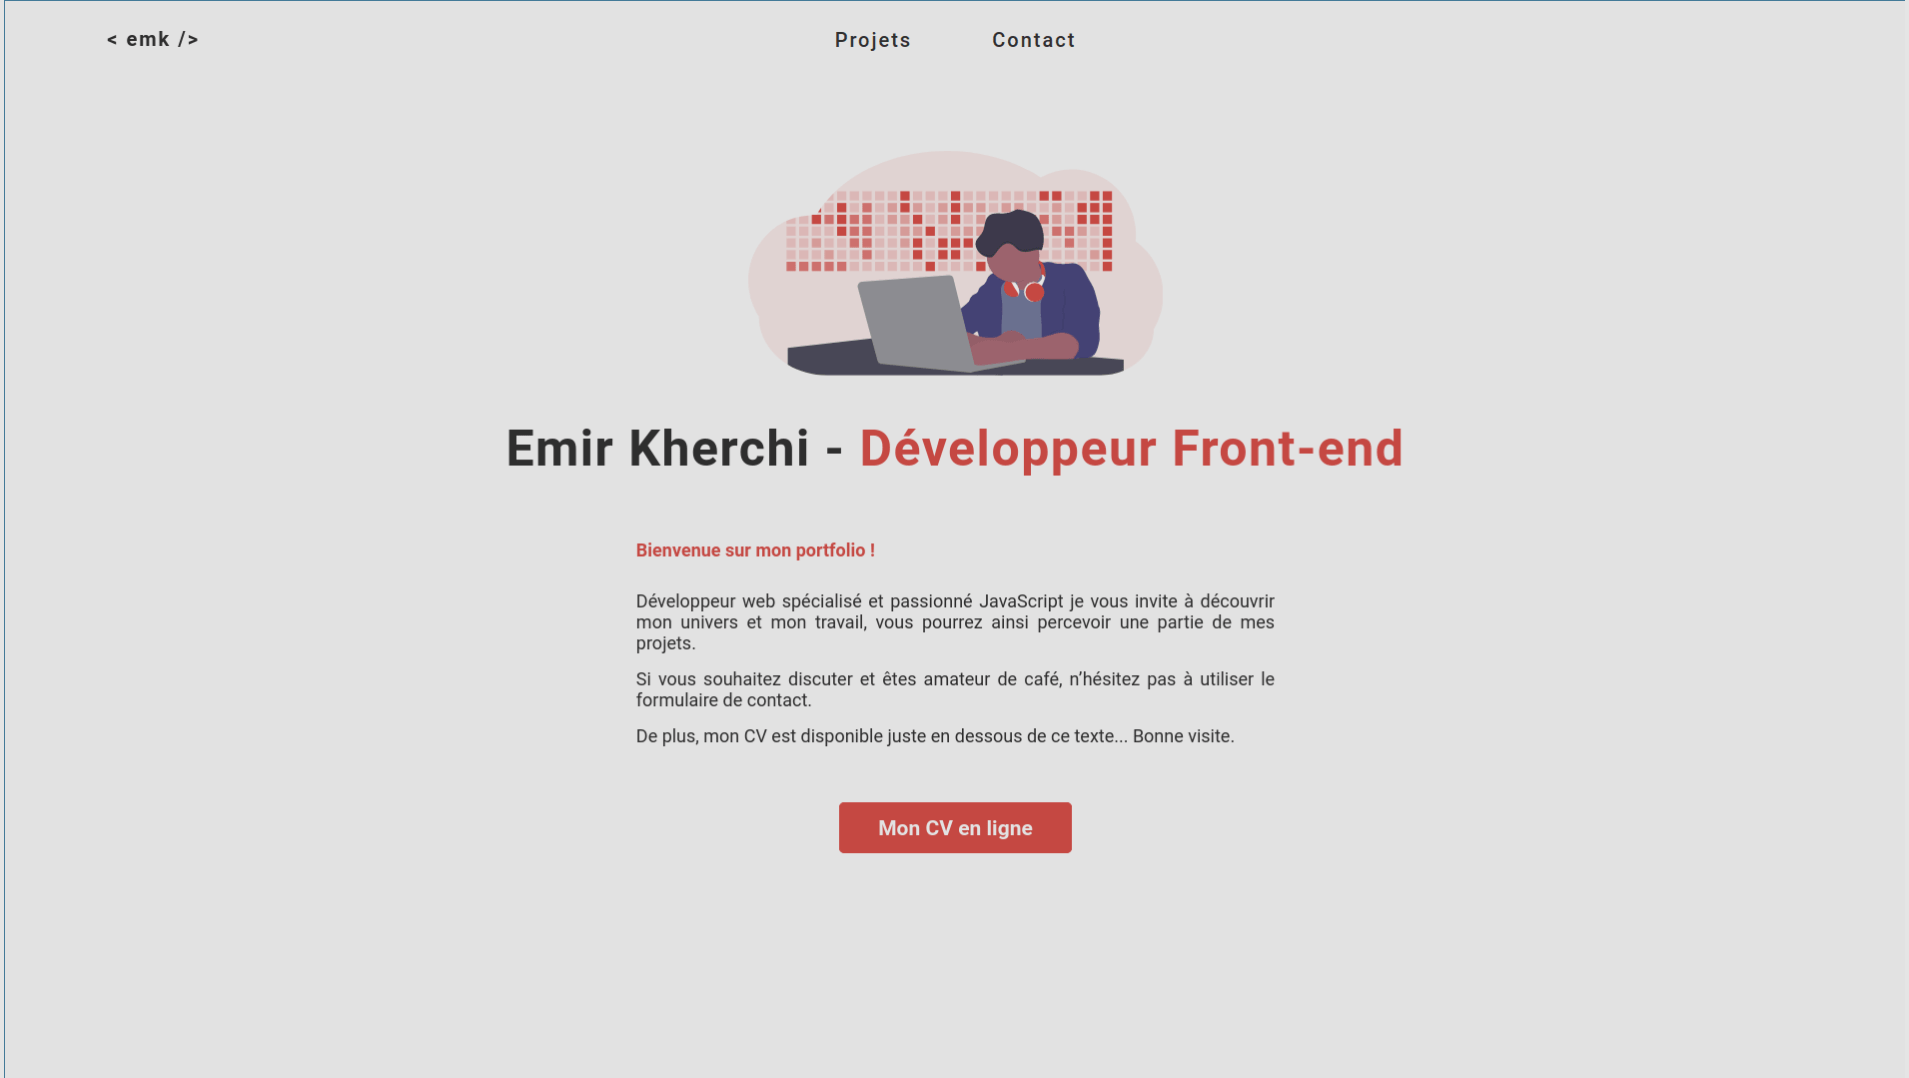 < emk />
Projets
Contact
Emir Kherchi - Développeur Front-end
Bienvenue sur mon portfolio !
Développeur web spécialisé et passionné JavaScript je vous invite à découvrir
mon univers et mon travail, vous pourrez ainsi percevoir une partie de mes
projets.
Si vous souhaitez discuter et êtes amateur de café, n’hésitez pas à utiliser le
formulaire de contact.
De plus, mon CV est disponible juste en dessous de ce texte... Bonne visite.
Mon CV en ligne